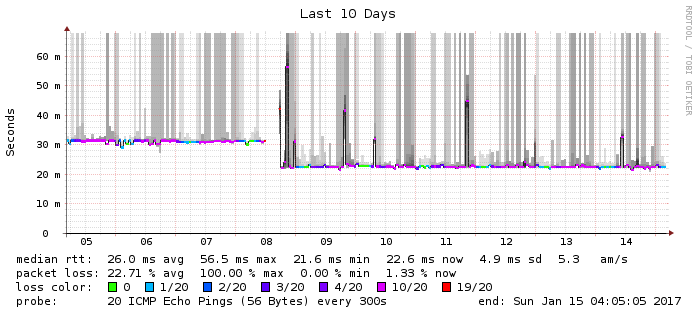 Last 10 Days
RRDTOOL / TOBI OETIKER
Seconds
60 m
50 m
40 m
30 m
20 m
10 m
0
05 06 07 08 09 10 11 12 13 14
median rtt: 26.0 ms avg 56.5 ms max 21.6 ms min 22.6 ms now 4.9 ms sd 5.3 am/s
packet loss: 22.71 % avg 100.00 % max 0.00 % min 1.33 % now
loss color: 0 1/20 2/20 3/20 4/20 10/20 19/20
probe: 20 ICMP Echo Pings (56 Bytes) every 300s end: Sun Jan 15 04:05:05 2017